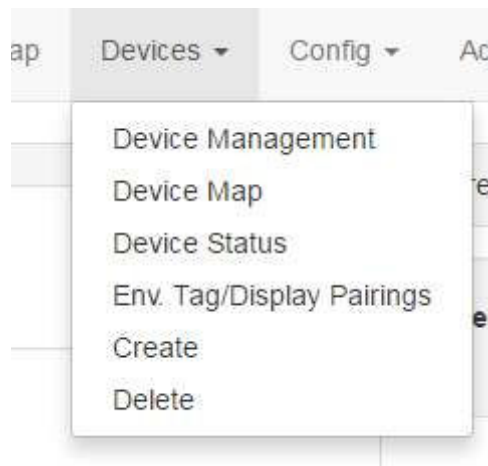 Devices Config
Device Management
Device Map
Device Status
Env. Tag/Display Pairings
Create
Delete